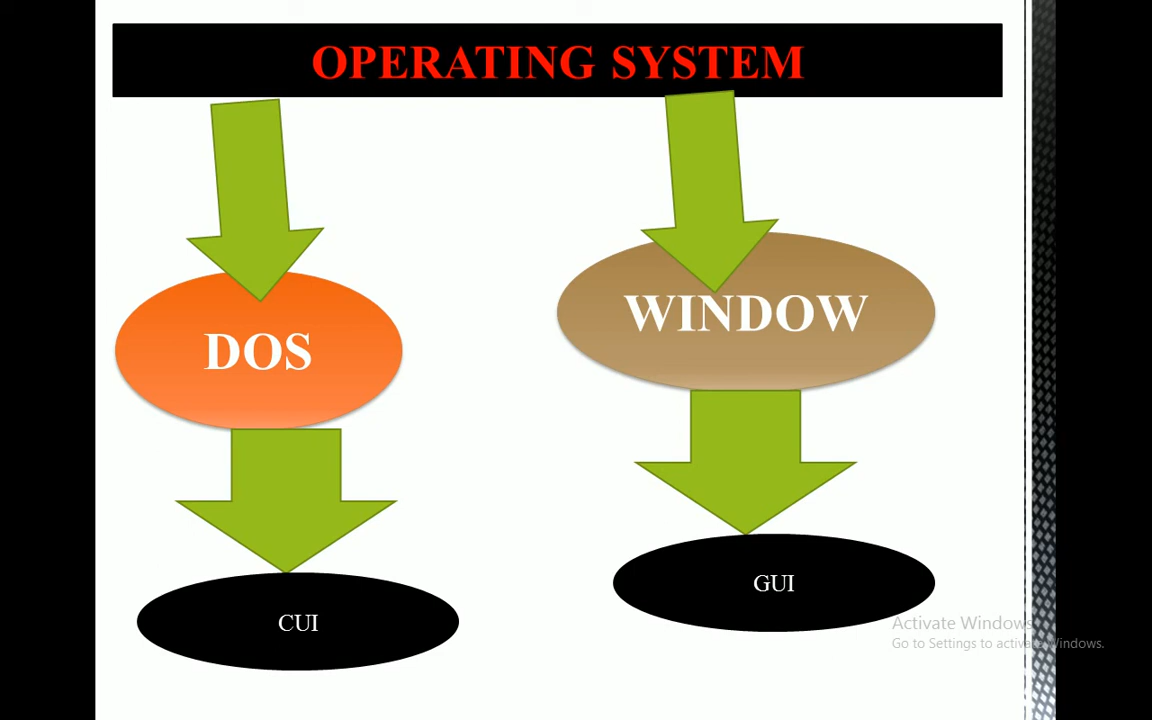 OPERATING SYSTEM
DOS
WINDOW
CUI
GUI
Activate Windows
Go to Settings to activate Windows.